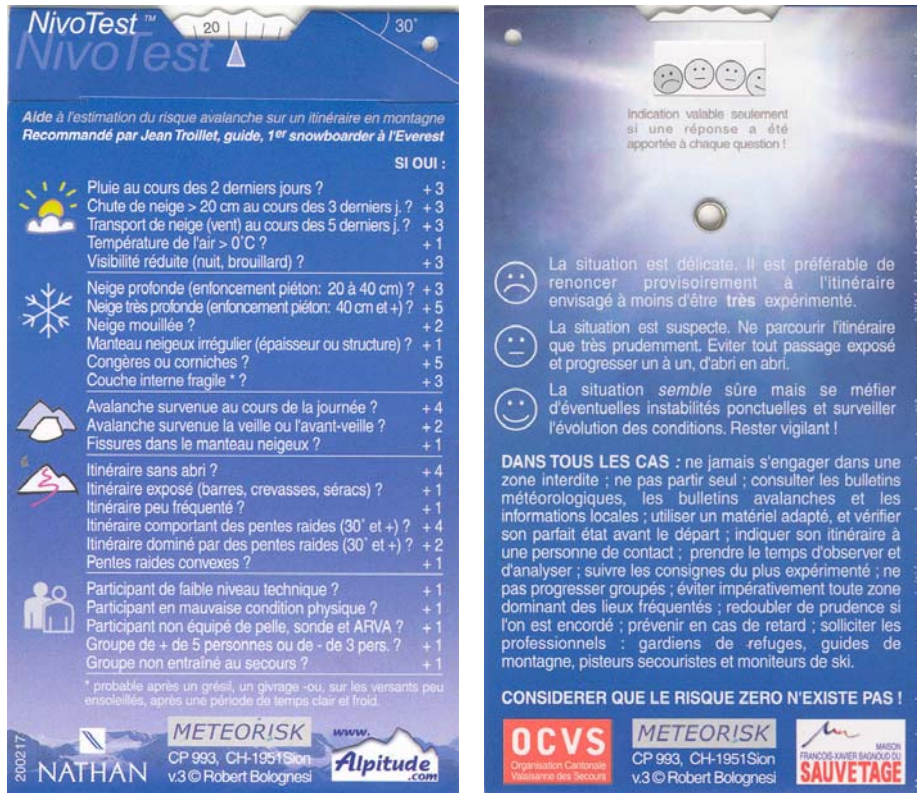 NivoTest™
NivoTest
20
30°
Aide à l'estimation du risque avalanche sur un itinéraire en montagne
Recommandé par Jean Troillet, guide, 1er snowboarder à l'Everest
SI OUI :
Pluie au cours des 2 derniers jours ? + 3
Chute de neige > 20 cm au cours des 3 derniers j. ? + 3
Transport de neige (vent) au cours des 5 derniers j. ? + 3
Température de l'air > 0°C ? + 1
Visibilité réduite (nuit, brouillard) ? + 3
Neige profonde (enfoncement piéton: 20 à 40 cm) ? + 3
Neige très profonde (enfoncement piéton: 40 cm et +) ? + 5
Neige mouillée ? + 2
Manteau neigeux irrégulier (épaisseur ou structure) ? + 1
Congères ou corniches ? + 5
Couche interne fragile * ? + 3
Avalanche survenue au cours de la journée ? + 4
Avalanche survenue la veille ou l'avant-veille ? + 2
Fissures dans le manteau neigeux ? + 1
Itinéraire sans abri ? + 4
Itinéraire exposé (barres, crevasses, séracs) ? + 1
Itinéraire peu fréquenté ? + 1
Itinéraire comportant des pentes raides (30° et +) ? + 4
Itinéraire dominé par des pentes raides (30° et +) ? + 2
Pentes raides convexes ? + 1
Participant de faible niveau technique ? + 1
Participant en mauvaise condition physique ? + 1
Participant non équipé de pelle, sonde et ARVA ? + 1
Groupe de + de 5 personnes ou de - de 3 pers. ? + 1
Groupe non entraîné au secours ? + 1
* probable après un grésil, un givrage -ou, sur les versants peu
ensoleillés, après une période de temps clair et froid.
200217
NATHAN
METEORISK
CP 993, CH-1951Sion
v.3 © Robert Bolognesi
www.
Alpitude
.com
Indication valable seulement
si une réponse a été
apportée à chaque question !
La situation est délicate. Il est préférable de
renoncer provisoirement à l'itinéraire
envisagé à moins d'être très expérimenté.
La situation est suspecte. Ne parcourir l'itinéraire
que très prudemment. Eviter tout passage exposé
et progresser un à un, d'abri en abri.
La situation semble sûre mais se méfier
d'éventuelles instabilités ponctuelles et surveiller
l'évolution des conditions. Rester vigilant !
DANS TOUS LES CAS : ne jamais s'engager dans une
zone interdite ; ne pas partir seul ; consulter les bulletins
météorologiques, les bulletins avalanches et les
informations locales ; utiliser un matériel adapté, et vérifier
son parfait état avant le départ ; indiquer son itinéraire à
une personne de contact ; prendre le temps d'observer et
d'analyser ; suivre les consignes du plus expérimenté ; ne
pas progresser groupés ; éviter impérativement toute zone
dominant des lieux fréquentés ; redoubler de prudence si
l'on est encordé ; prévenir en cas de retard ; solliciter les
professionnels : gardiens de refuges, guides de
montagne, pisteurs secouristes et moniteurs de ski.
CONSIDERER QUE LE RISQUE ZERO N'EXISTE PAS !
OCVS
Organisation Cantonale
Valaisanne des Secours
METEORISK
CP 993, CH-1951Sion
v.3 © Robert Bolognesi
MAISON
FRANCOIS-XAVIER BAGNOUD DU
SAUVETAGE